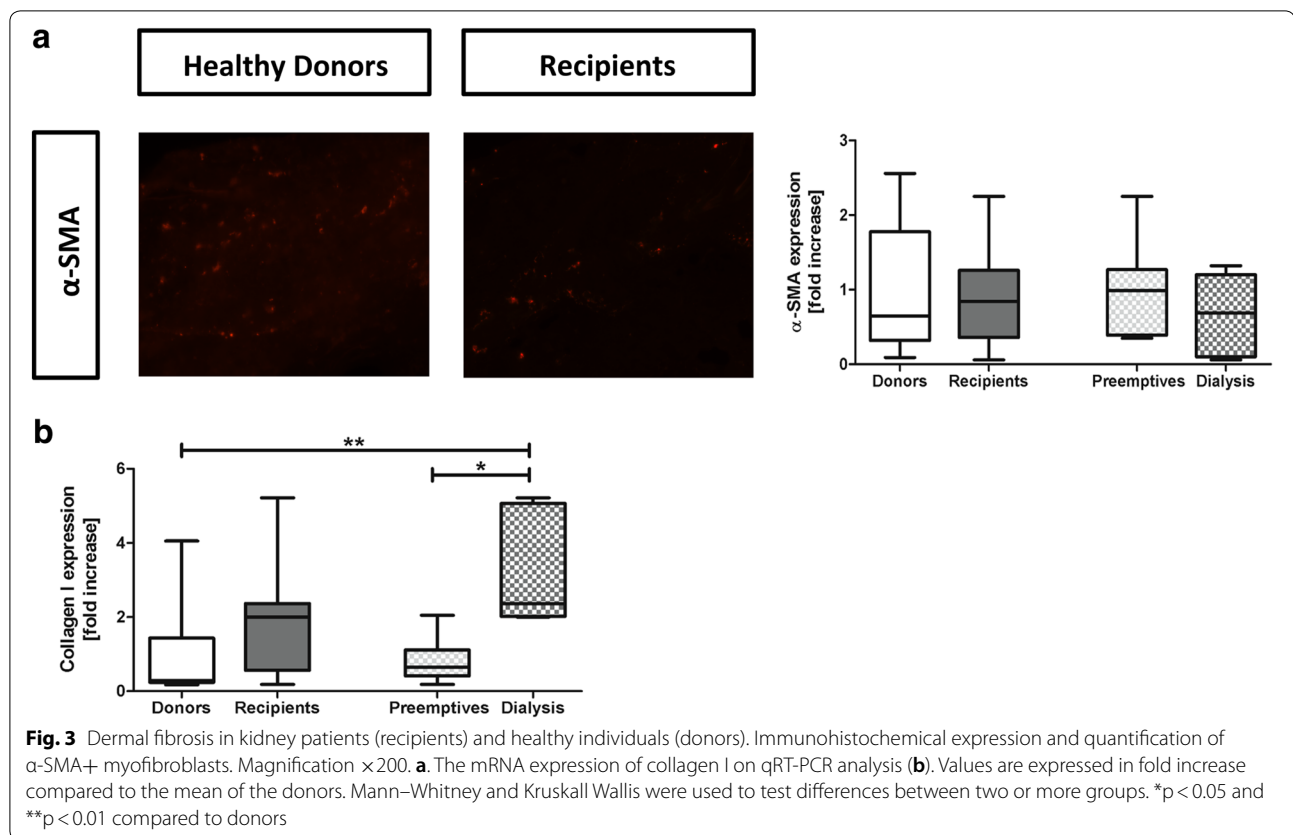 a
Healthy Donors
Recipients
α-SMA
α-SMA expression
[fold increase]
3
2
1
0
Donors Recipients Preemptives Dialysis
b
**
*
Collagen I expression
[fold increase]
6
4
2
0
Donors Recipients Preemptives Dialysis
Fig. 3 Dermal fibrosis in kidney patients (recipients) and healthy individuals (donors). Immunohistochemical expression and quantification of
α-SMA+ myofibroblasts. Magnification ×200. a. The mRNA expression of collagen I on qRT-PCR analysis (b). Values are expressed in fold increase
compared to the mean of the donors. Mann–Whitney and Kruskall Wallis were used to test differences between two or more groups. *p < 0.05 and
**p < 0.01 compared to donors